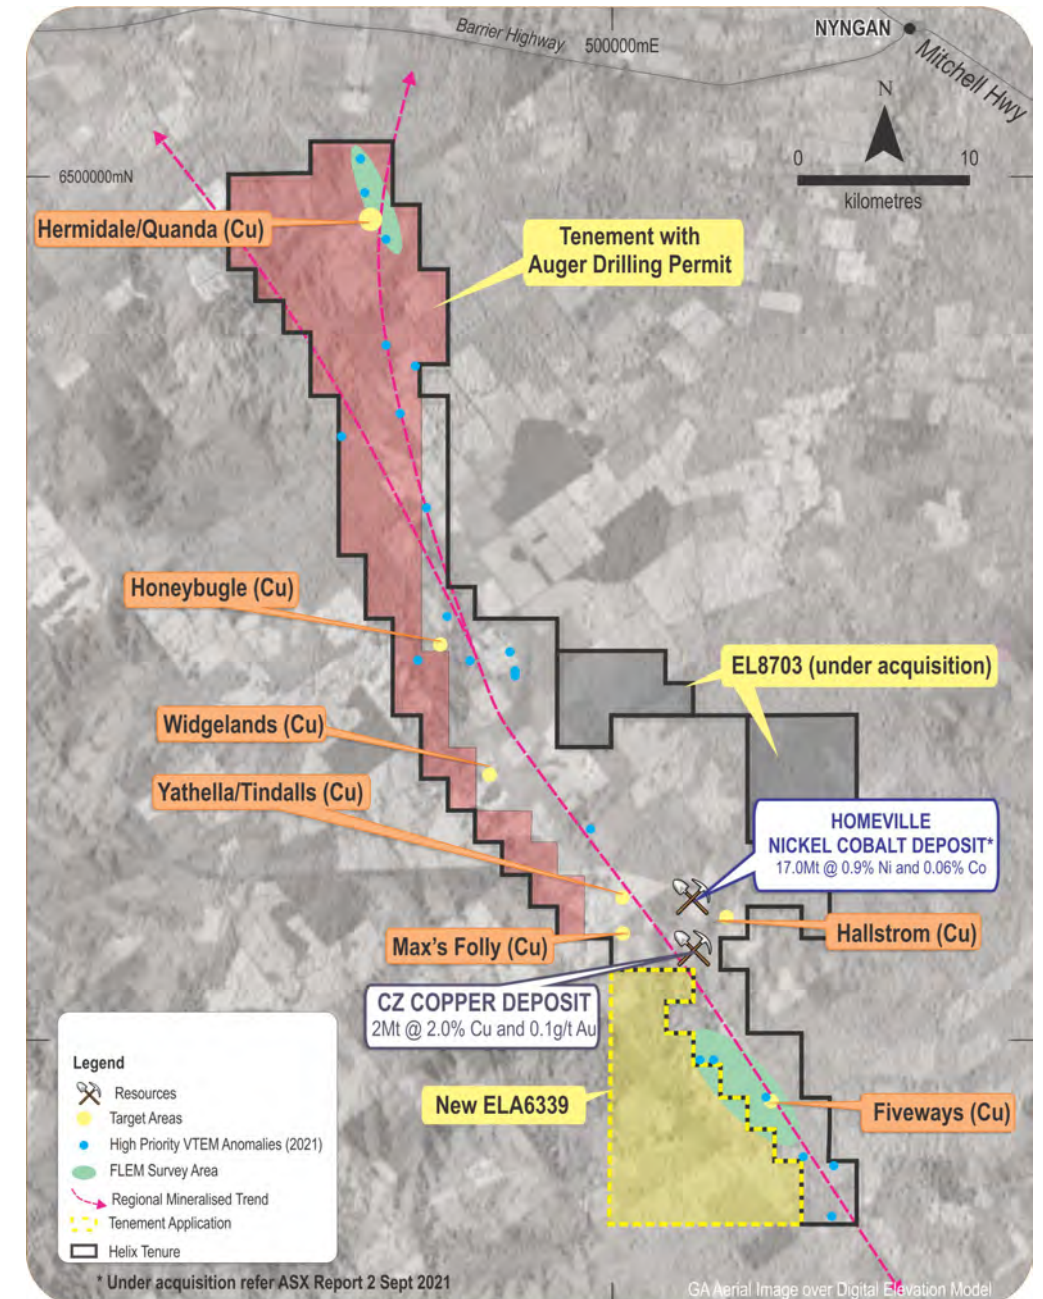 Barrier Highway
500000mE
NYNGAN
Mitchell Hwy
N
0 10
kilometres
6500000mN
Hermidale/Quanda (Cu)
Tenement with
Auger Drilling Permit
Honeybugle (Cu)
EL8703 (under acquisition)
Widgelands (Cu)
Yathella/Tindalls (Cu)
HOMEVILLE
NICKEL COBALT DEPOSIT*
17.0Mt @ 0.9% Ni and 0.06% Co
Hallstrom (Cu)
Max's Folly (Cu)
CZ COPPER DEPOSIT
2Mt @ 2.0% Cu and 0.1g/t Au
New ELA6339
Fiveways (Cu)
Legend
Resources
Target Areas
High Priority VTEM Anomalies (2021)
FLEM Survey Area
Regional Mineralised Trend
Tenement Application
Helix Tenure
* Under acquisition refer ASX Report 2 Sept 2021
GA Aerial Image over Digital Elevation Model